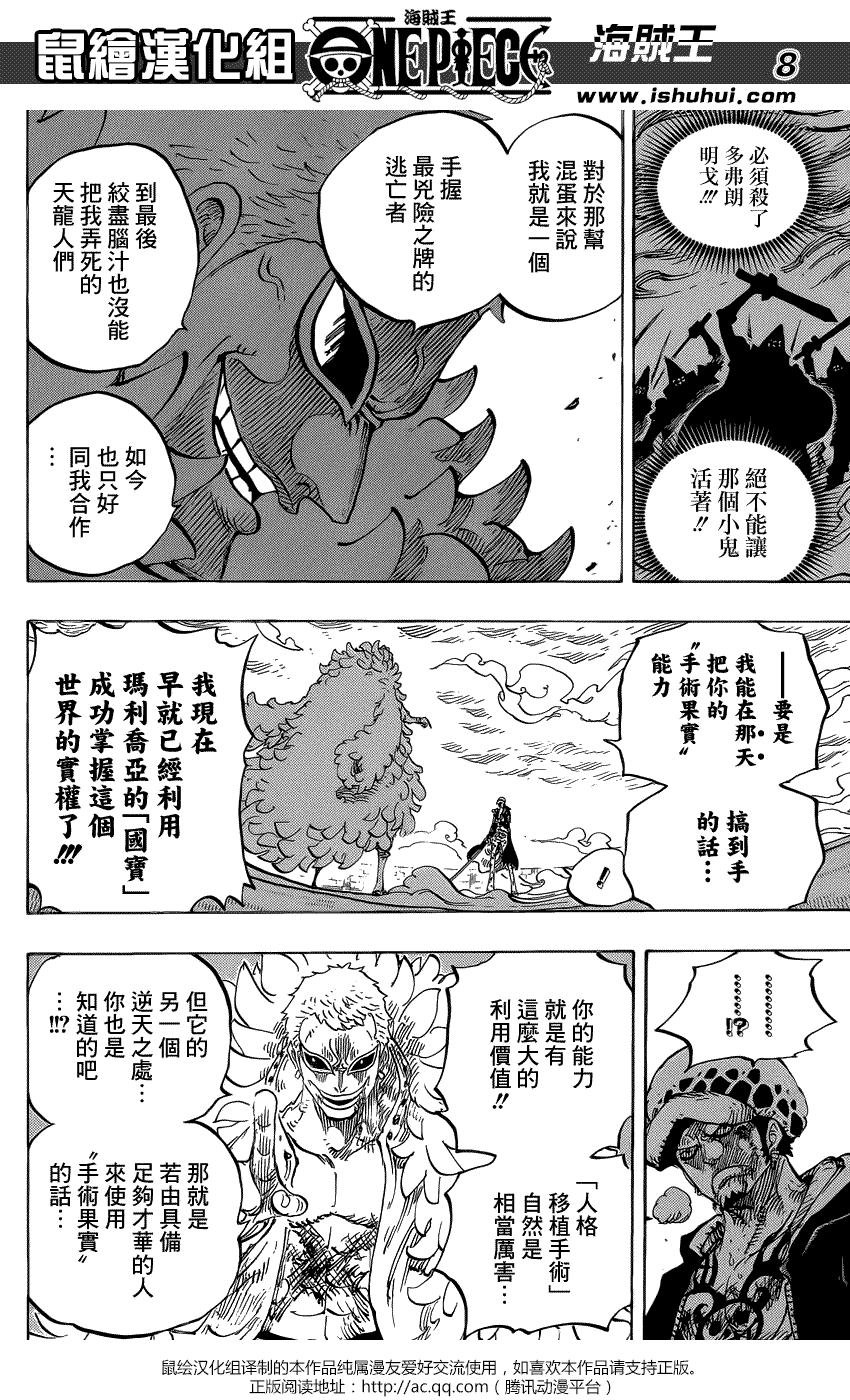 鼠繪漢化組
海賊王
ONE PIECE
海賊王
8
www.ishuhui.com
必須殺了
多弗朗
明戈!!!
絕不能讓
那個小鬼
活著!!
對於那幫
混蛋來說
我就是一個
手握
最兇險之牌的
逃亡者
到最後
絞盡腦汁也沒能
把我弄死的
天龍人們
如今
也只好
同我合作
…
——要是
我能在那天
把你的
“手術果實”
能力
搞到手
的話…
!
我現在
早就已經利用
瑪利喬亞的「國寶」
成功掌握這個
世界的實權了!!!
………
………!?
你的能力
就是有
這麼大的
利用價值!!
「人格
移植手術」
自然是
相當厲害…
但它的
另一個
逆天之處…
你也是
知道的吧
…!!?
那就是
若由具備
足夠才華的人
來使用
“手術果實”
的話…
鼠绘汉化组译制的本作品纯属漫友爱好交流使用，如喜欢本作品请支持正版。
正版阅读地址：http://ac.qq.com（腾讯动漫平台）